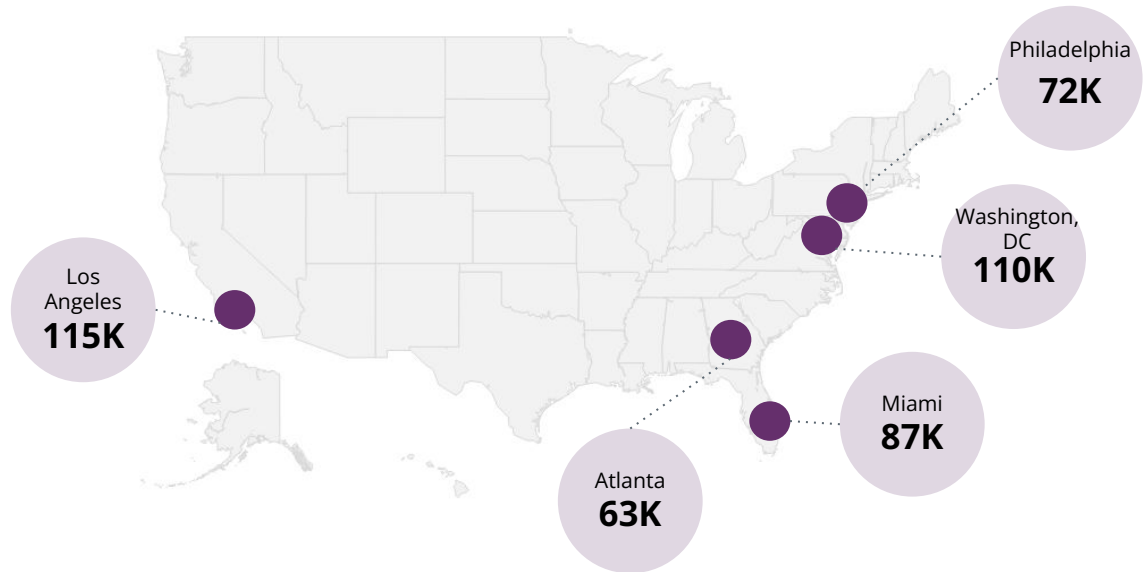 Philadelphia
72K
Washington,
DC
110K
Los
Angeles
115K
Miami
87K
Atlanta
63K